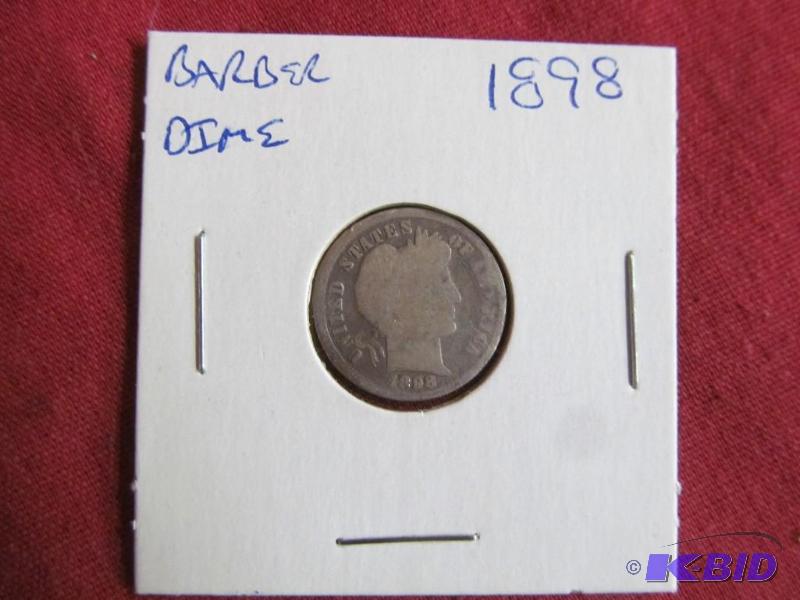 BARBER 1898
DIME
UNITED STATES OF AMERICA
1898
© K-BID